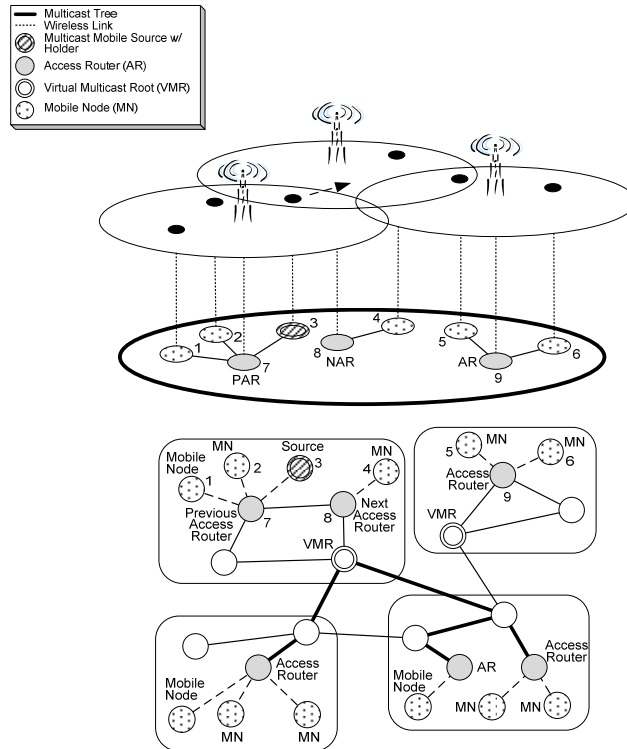 Multicast Tree
Wireless Link
Multicast Mobile Source w/
Holder
Access Router (AR)
Virtual Multicast Root (VMR)
Mobile Node (MN)
1
2
3
4
5
6
7
8
9
PAR
NAR
AR
Mobile
Node
1
MN
2
Source
3
MN
4
Previous
Access
Router
7
8
Next
Access
Router
VMR
5
MN
MN
6
Access
Router
9
VMR
Access
Router
Mobile
Node
MN
MN
Access
Router
AR
Mobile
Node
MN
MN